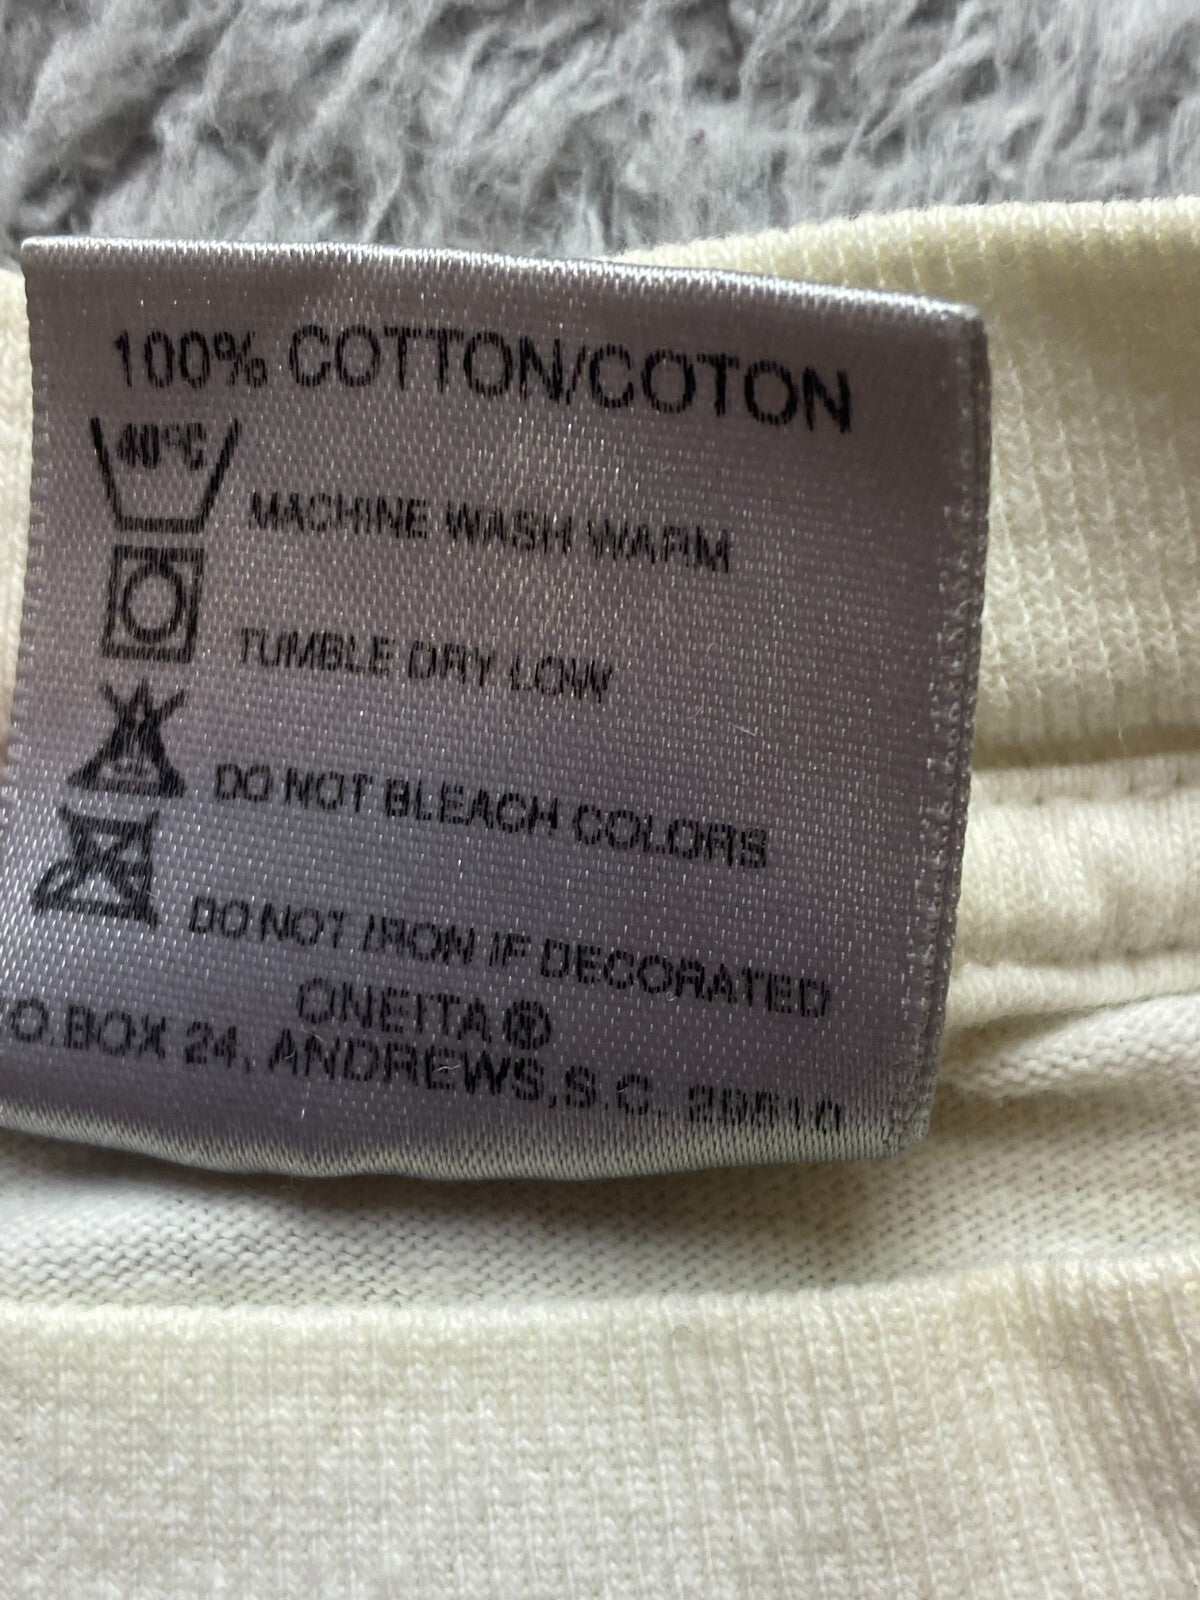 100% COTTON/COTON
40°C
MACHINE WASH WARM
TUMBLE DRY LOW
DO NOT BLEACH COLORS
DO NOT IRON IF DECORATED
ONEITA ®
O.BOX 24, ANDREWS,S.C. 29510